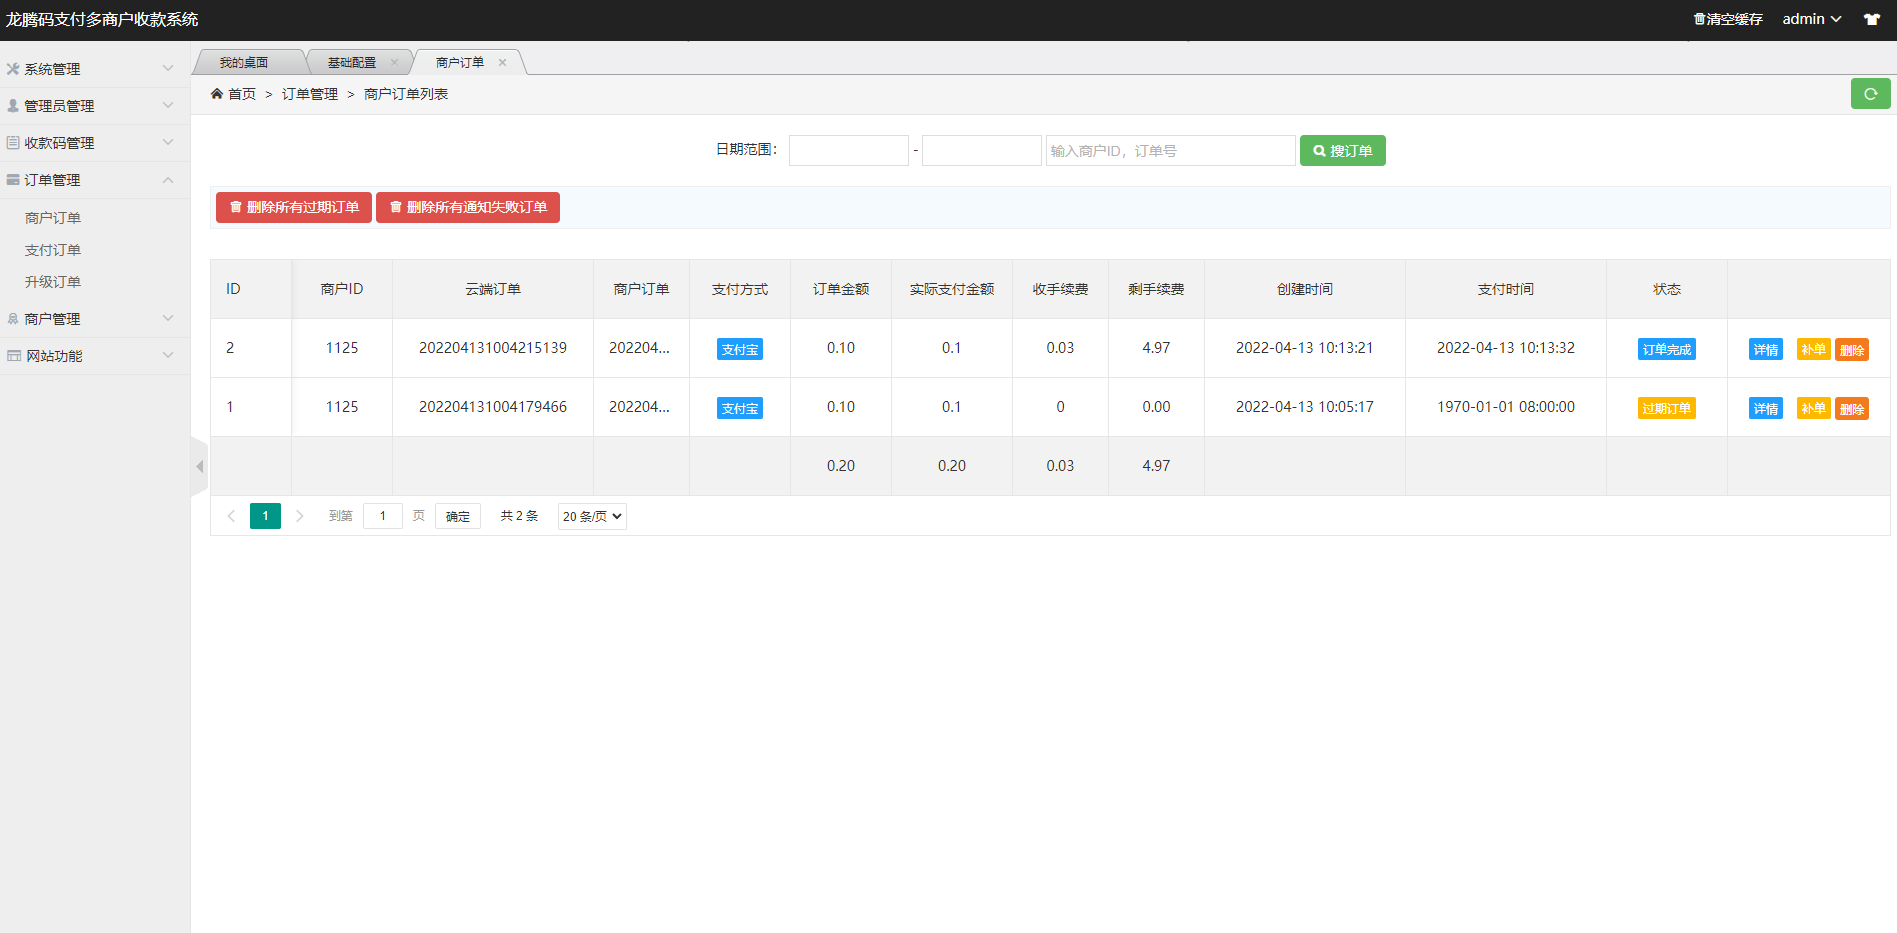 龙腾码支付多商户收款系统
清空缓存 admin
我的桌面 基础配置 商户订单
首页 > 订单管理 > 商户订单列表
系统管理
管理员管理
收款码管理
订单管理
商户订单
支付订单
升级订单
商户管理
网站功能
日期范围： - 输入商户ID，订单号 搜订单
删除所有过期订单 删除所有通知失败订单
ID 商户ID 云端订单 商户订单 支付方式 订单金额 实际支付金额 收手续费 剩手续费 创建时间 支付时间 状态
2 1125 202204131004215139 202204... 支付宝 0.10 0.1 0.03 4.97 2022-04-13 10:13:21 2022-04-13 10:13:32 订单完成 详情 补单 删除
1 1125 202204131004179466 202204... 支付宝 0.10 0.1 0 0.00 2022-04-13 10:05:17 1970-01-01 08:00:00 过期订单 详情 补单 删除
0.20 0.20 0.03 4.97
1 到第 1 页 确定 共 2 条 20 条/页